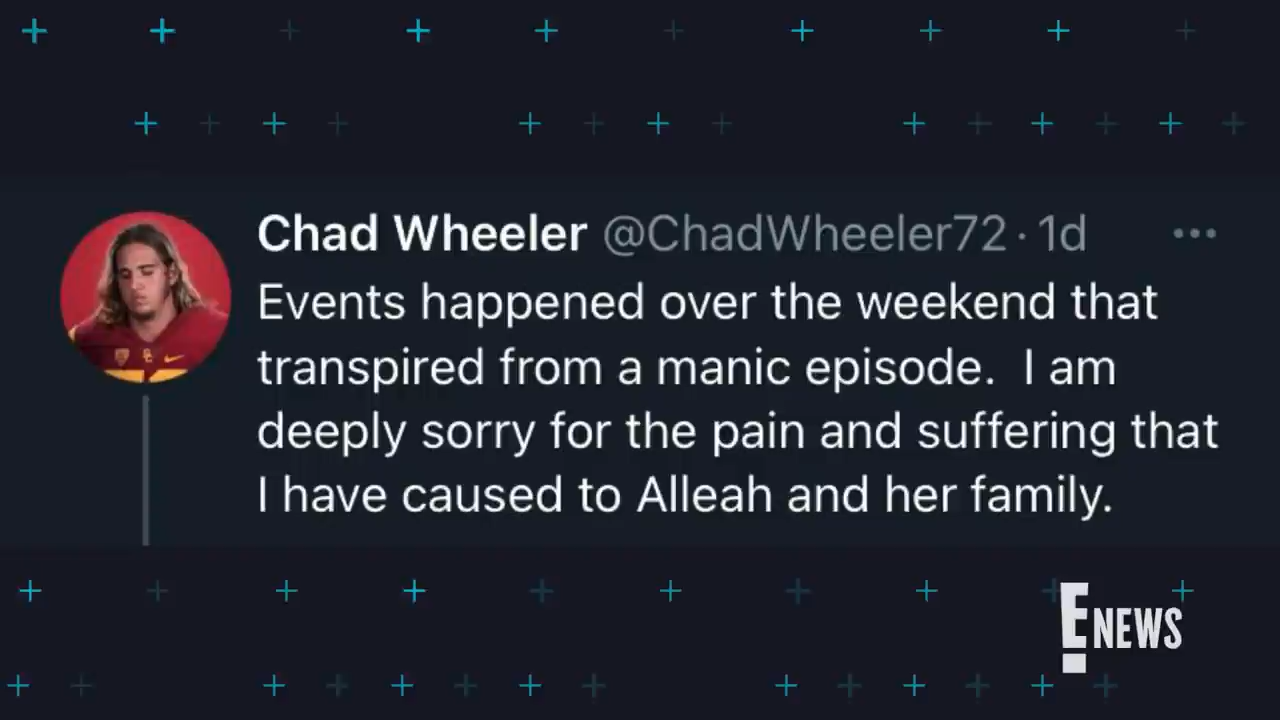 Chad Wheeler @ChadWheeler72 · 1d
Events happened over the weekend that
transpired from a manic episode.  I am
deeply sorry for the pain and suffering that
I have caused to Alleah and her family.
E! NEWS